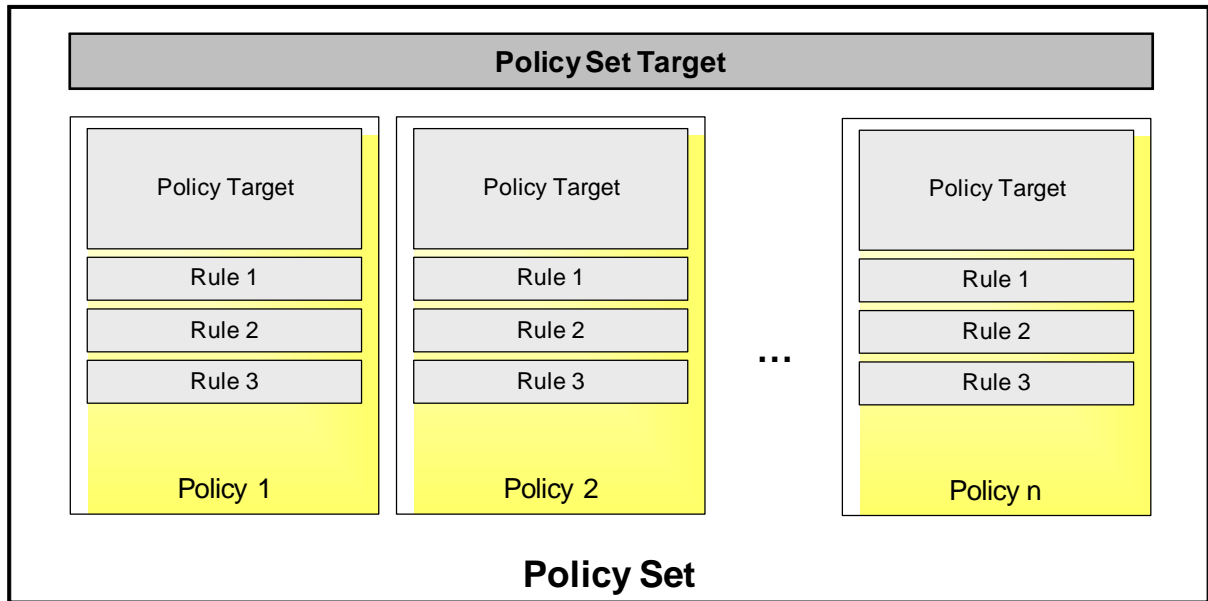 Policy Set Target
Policy Target
Rule 1
Rule 2
Rule 3
Policy 1
Policy Target
Rule 1
Rule 2
Rule 3
Policy 2
...
Policy Target
Rule 1
Rule 2
Rule 3
Policy n
Policy Set